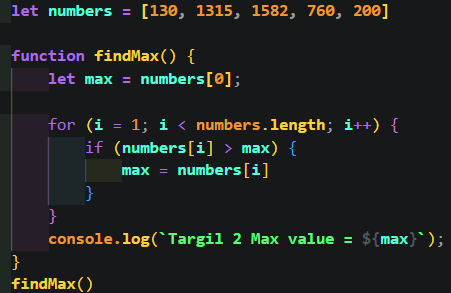 let numbers = [130, 1315, 1582, 760, 200]
function findMax() {
let max = numbers[0];
for (i = 1; i < numbers.length; i++) {
if (numbers[i] > max) {
max = numbers[i]
}
}
console.log(`Targil 2 Max value = ${max}`);
}
findMax()